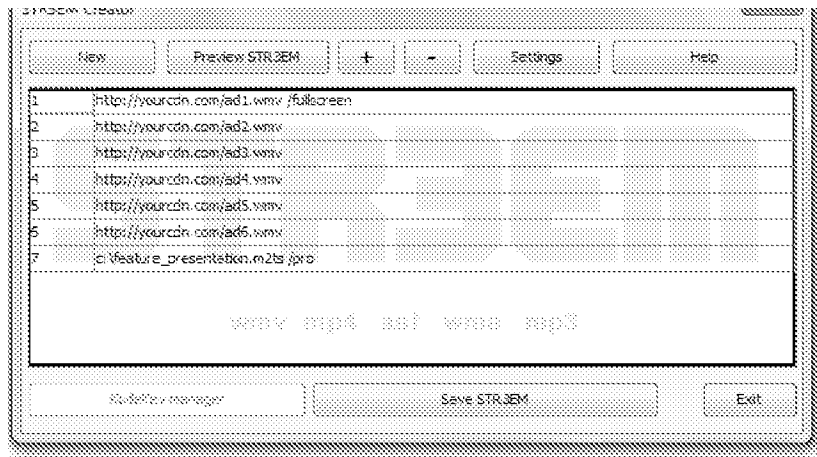 STR3EM Creator
New Preview STR3EM + - Settings Help
1 http://yourcdn.com/ad1.wmv /fullscreen
2 http://yourcdn.com/ad2.wmv
3 http://yourcdn.com/ad3.wmv
4 http://yourcdn.com/ad4.wmv
5 http://yourcdn.com/ad5.wmv
6 http://yourcdn.com/ad6.wmv
7 c:\feature_presentation.m2ts /pro
STR3Em
wmv mp4 asf wma mp3
manager Save STR3EM Exit